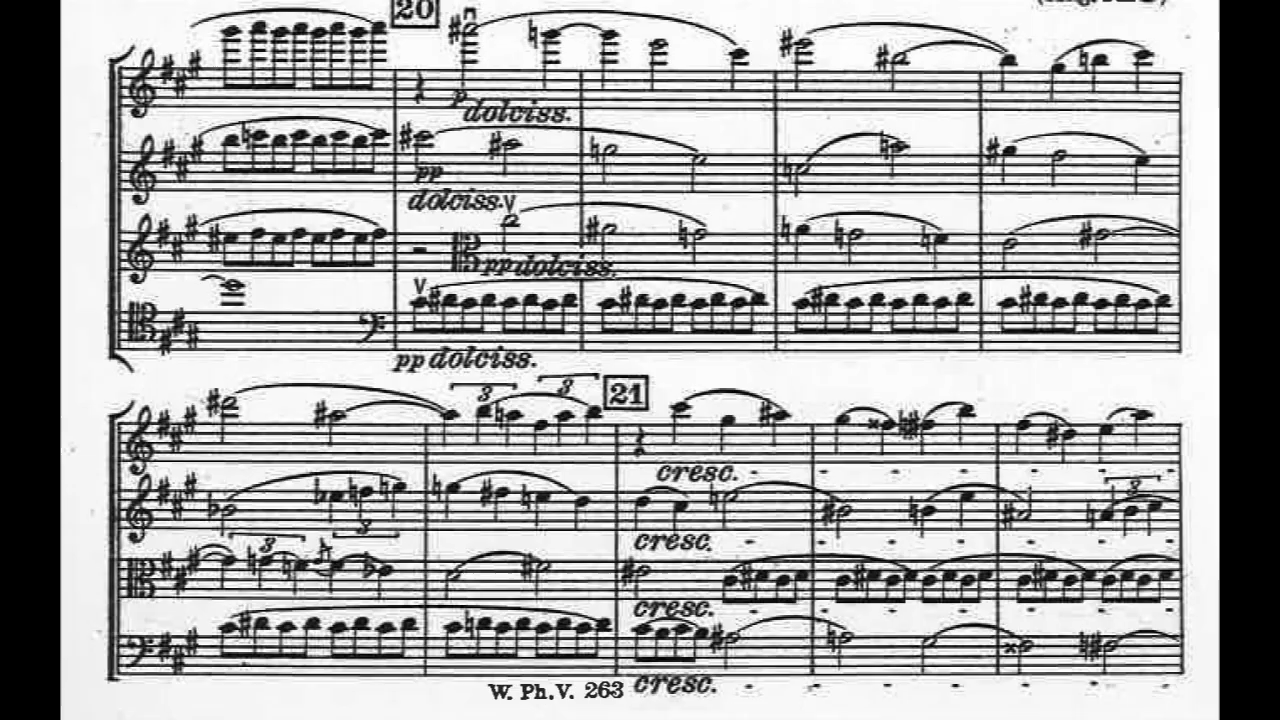 20
p
dolciss.
pp
dolciss.
pp dolciss.
pp dolciss.
3 3
21
cresc.
3
3
cresc.
3
cresc.
cresc.
W. Ph. V. 263